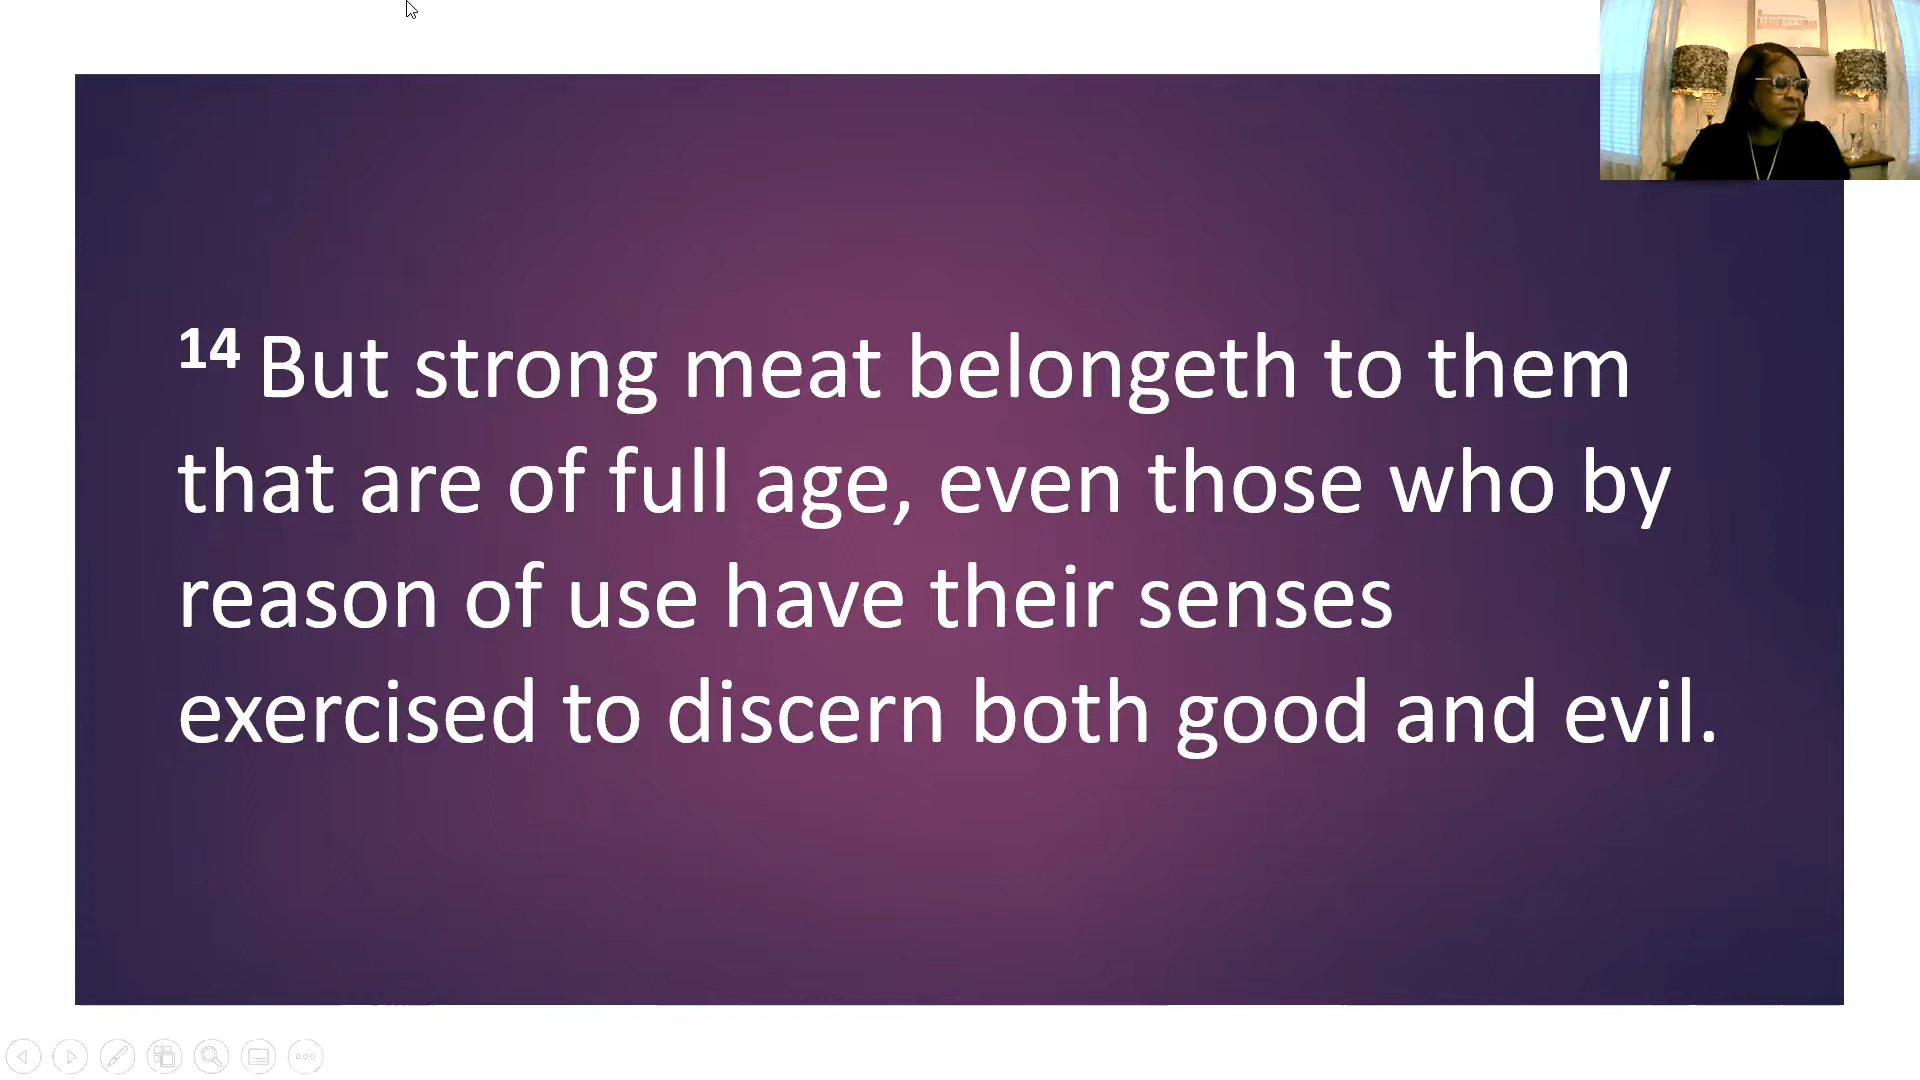 14 But strong meat belongeth to them
that are of full age, even those who by
reason of use have their senses
exercised to discern both good and evil.